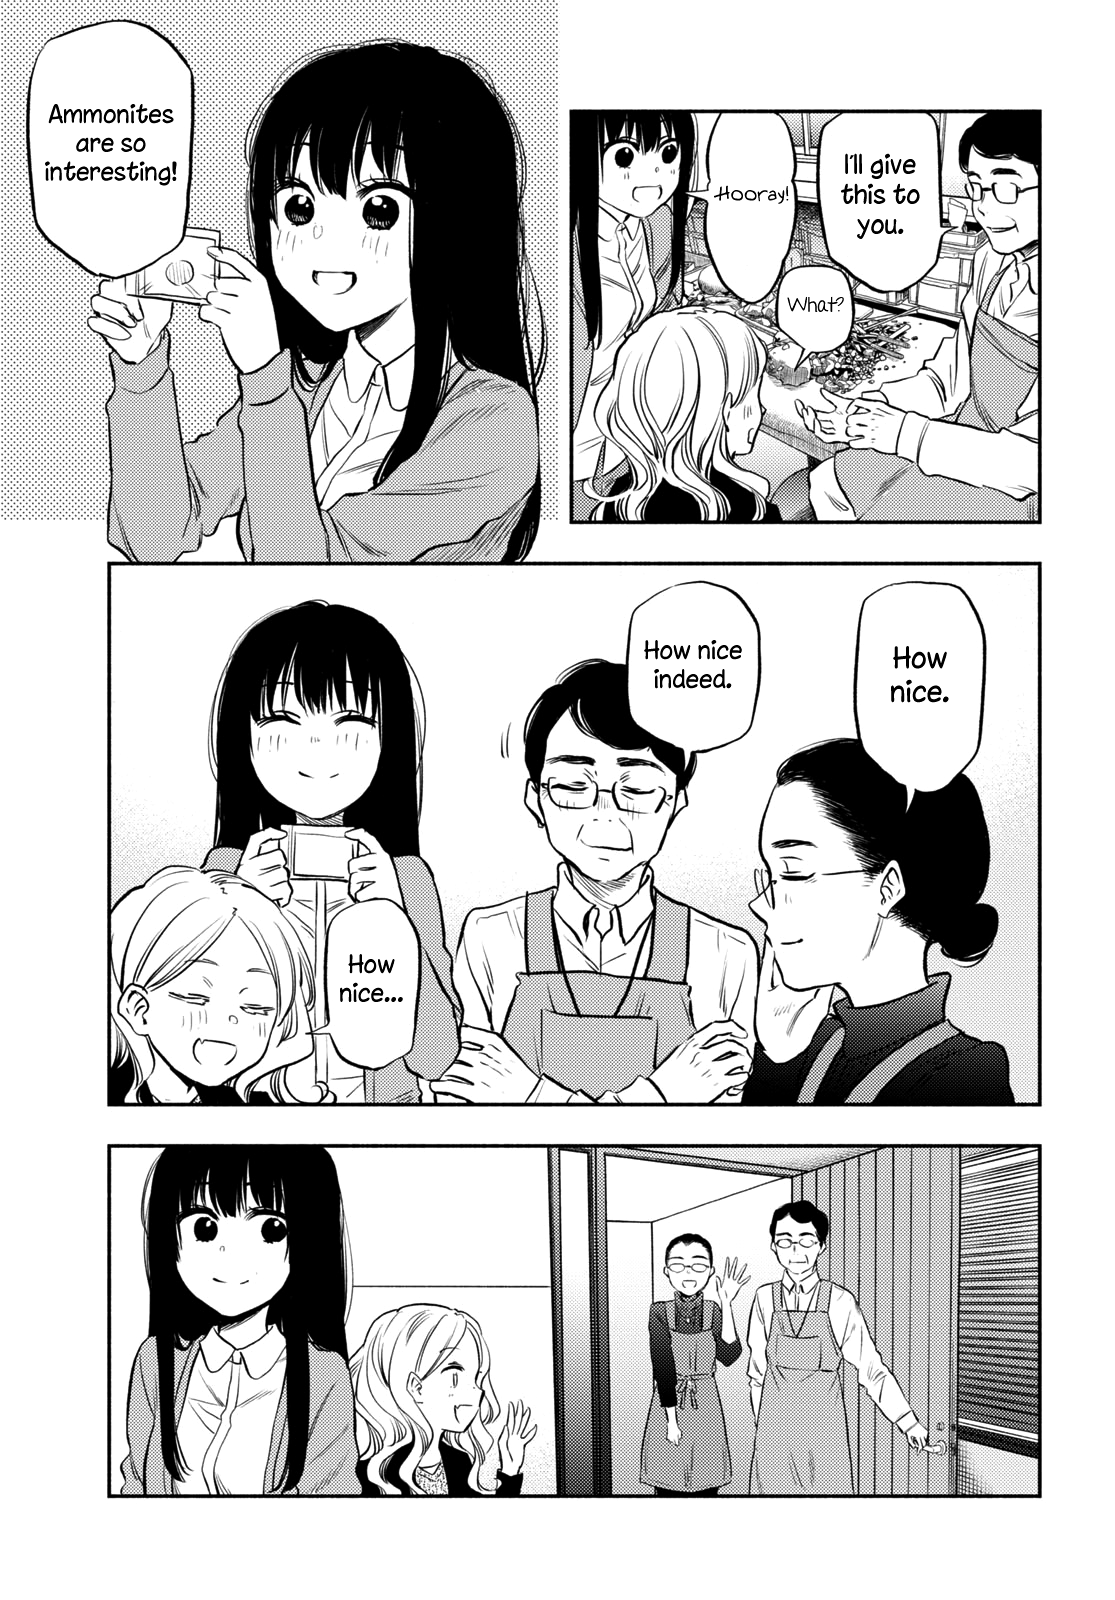 I'll give
this to
you.
Hooray!
What?
Ammonites
are so
interesting!
How
nice.
How nice
indeed.
How
nice...